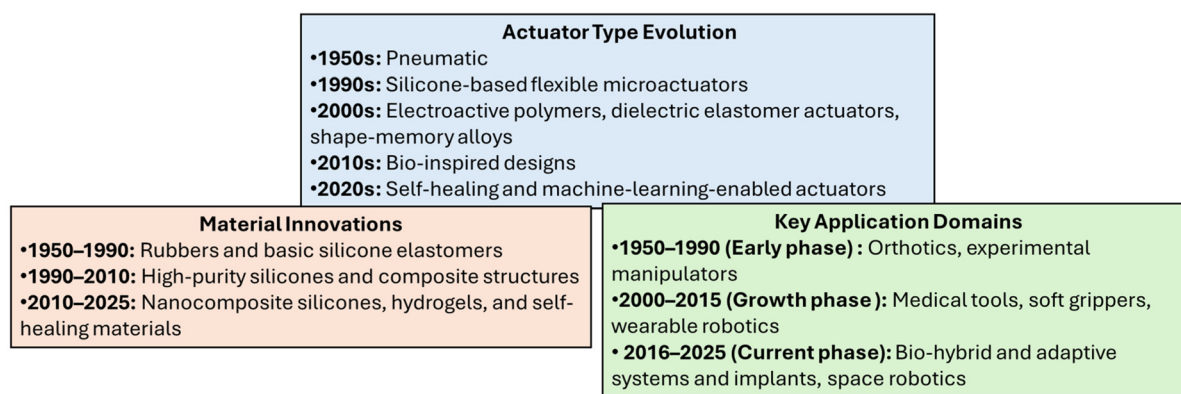 Actuator Type Evolution
•1950s: Pneumatic
•1990s: Silicone-based flexible microactuators
•2000s: Electroactive polymers, dielectric elastomer actuators,
shape-memory alloys
•2010s: Bio-inspired designs
•2020s: Self-healing and machine-learning-enabled actuators
Material Innovations
•1950–1990: Rubbers and basic silicone elastomers
•1990–2010: High-purity silicones and composite structures
•2010–2025: Nanocomposite silicones, hydrogels, and self-
healing materials
Key Application Domains
•1950–1990 (Early phase) : Orthotics, experimental
manipulators
•2000–2015 (Growth phase ): Medical tools, soft grippers,
wearable robotics
• 2016–2025 (Current phase): Bio-hybrid and adaptive
systems and implants, space robotics